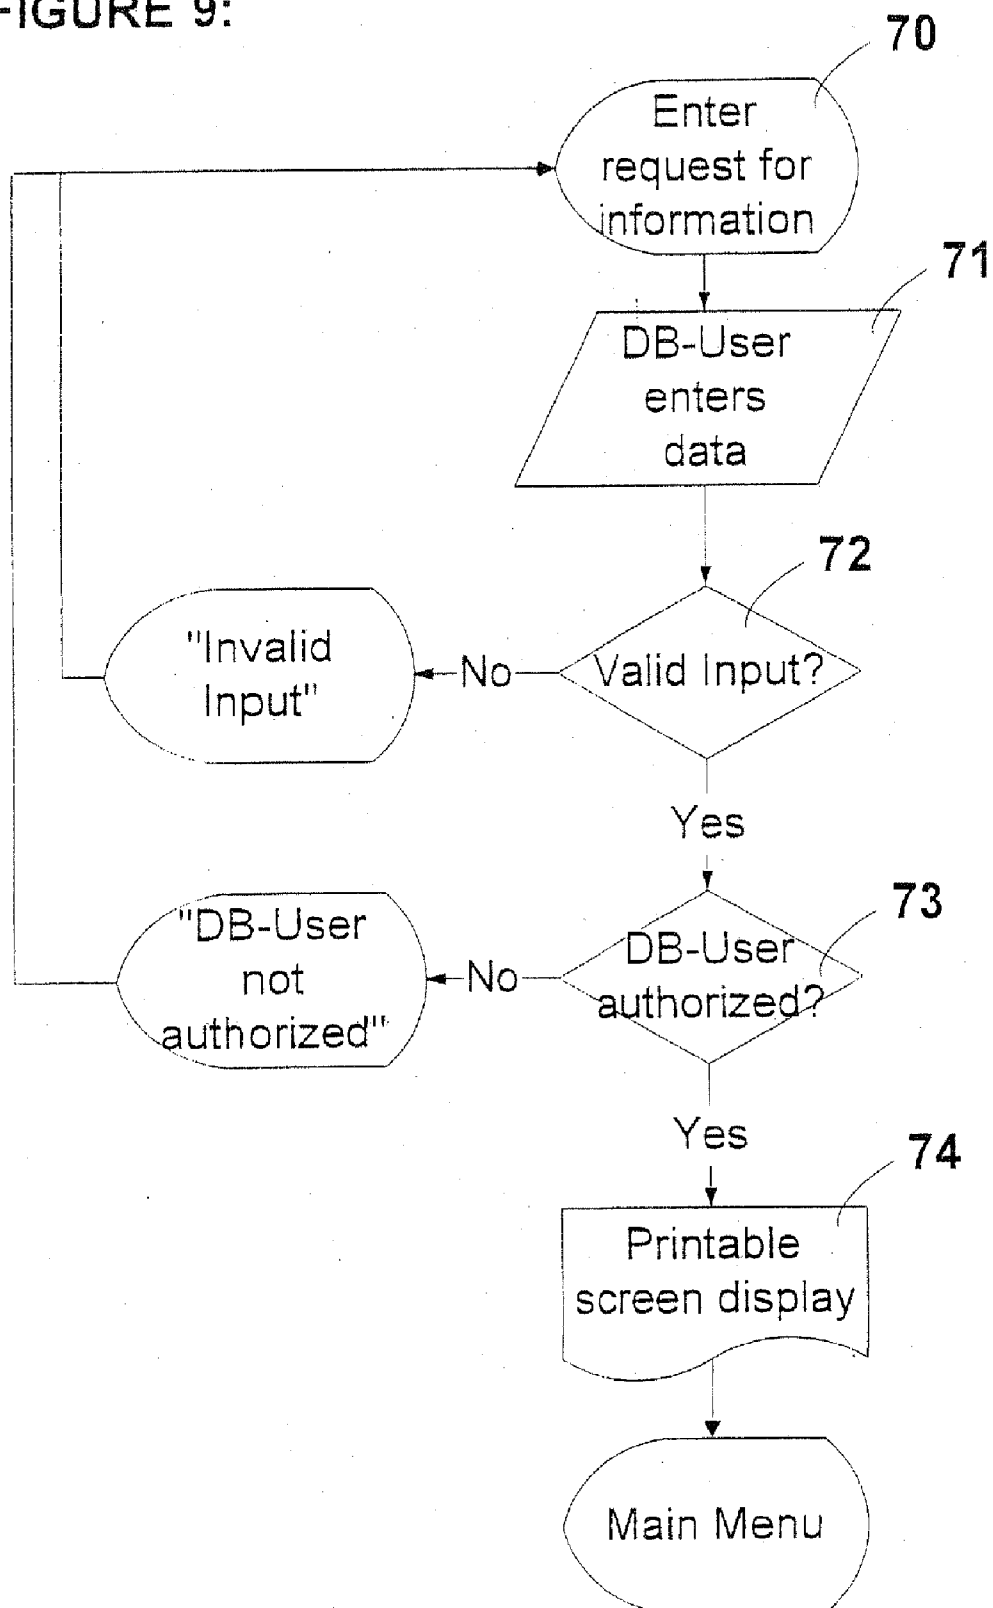 FIGURE 9:
70
Enter
request for
information
71
DB-User
enters
data
72
Valid Input?
No
"Invalid
Input"
Yes
73
DB-User
authorized?
No
"DB-User
not
authorized"
Yes
74
Printable
screen display
Main Menu